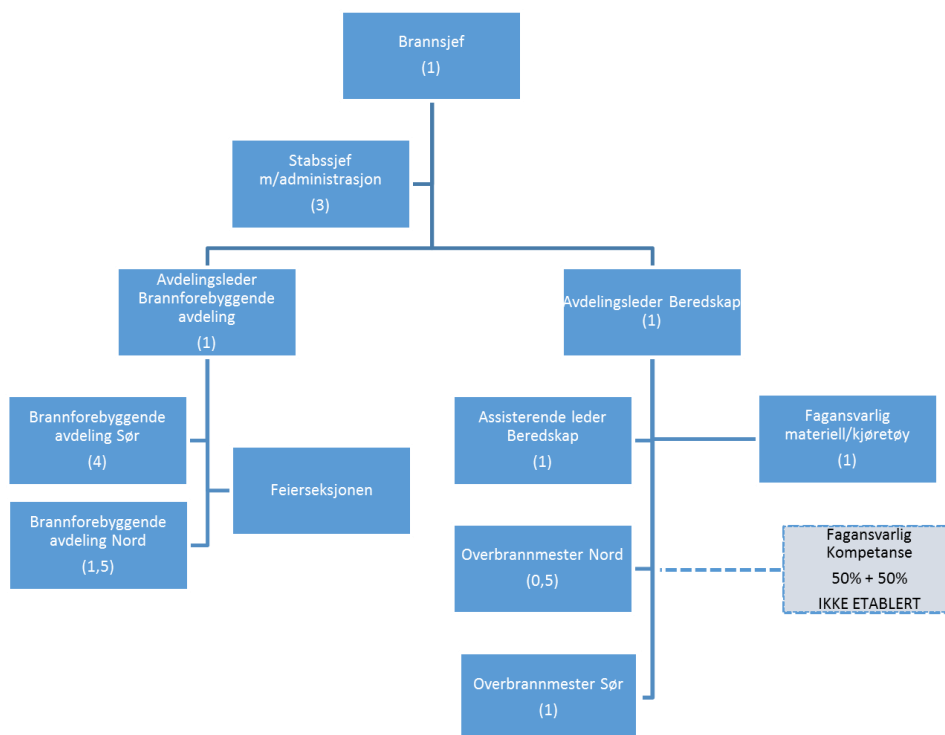 Brannsjef
(1)
Stabssjef
m/administrasjon
(3)
Avdelingsleder
Brannforebyggende
avdeling
(1)
Avdelingsleder Beredskap
(1)
Brannforebyggende
avdeling Sør
(4)
Feierseksjonen
Brannforebyggende
avdeling Nord
(1,5)
Assisterende leder
Beredskap
(1)
Fagansvarlig
materiell/kjøretøy
(1)
Overbrannmester Nord
(0,5)
Fagansvarlig
Kompetanse
50% + 50%
IKKE ETABLERT
Overbrannmester Sør
(1)